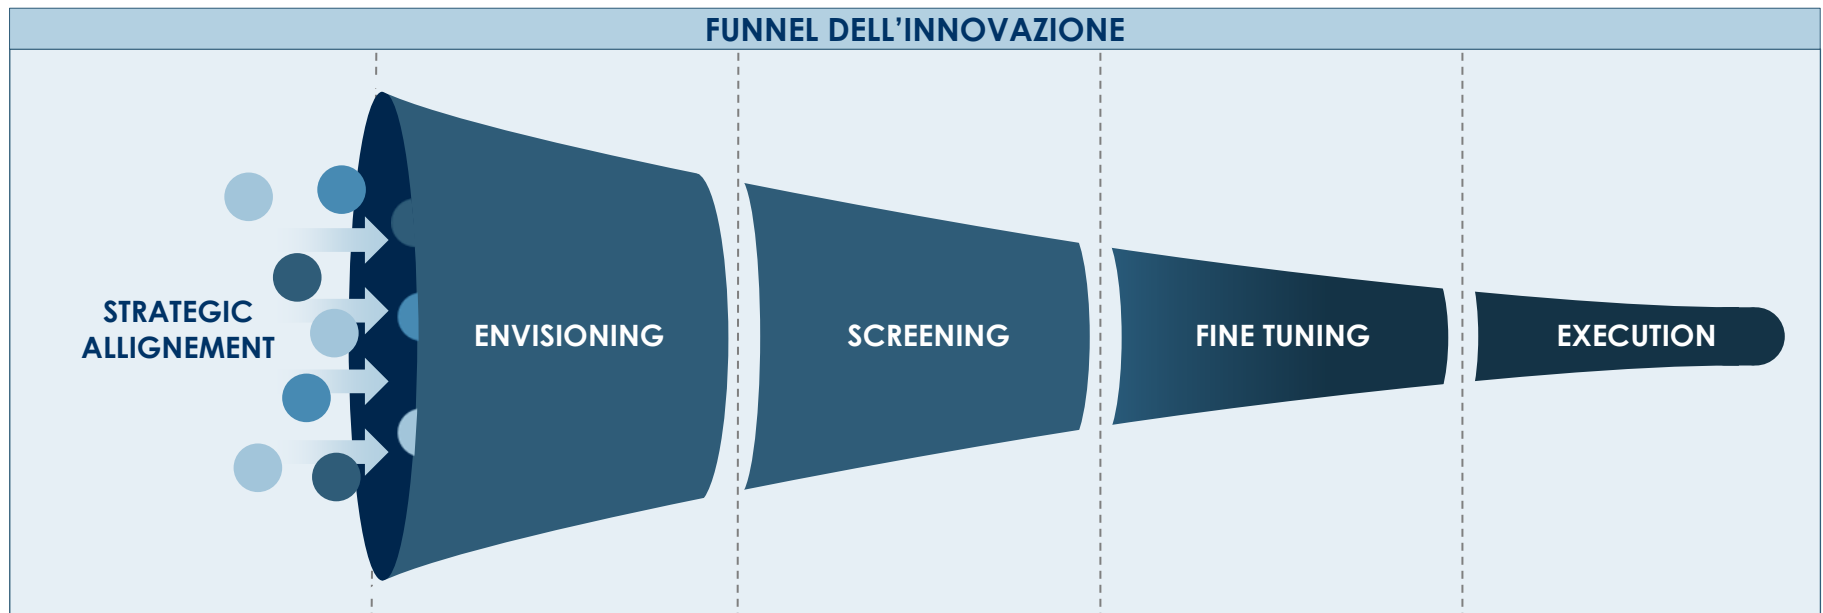 FUNNEL DELL’INNOVAZIONE
STRATEGIC
ALLIGNEMENT
ENVISIONING
SCREENING
FINE TUNING
EXECUTION